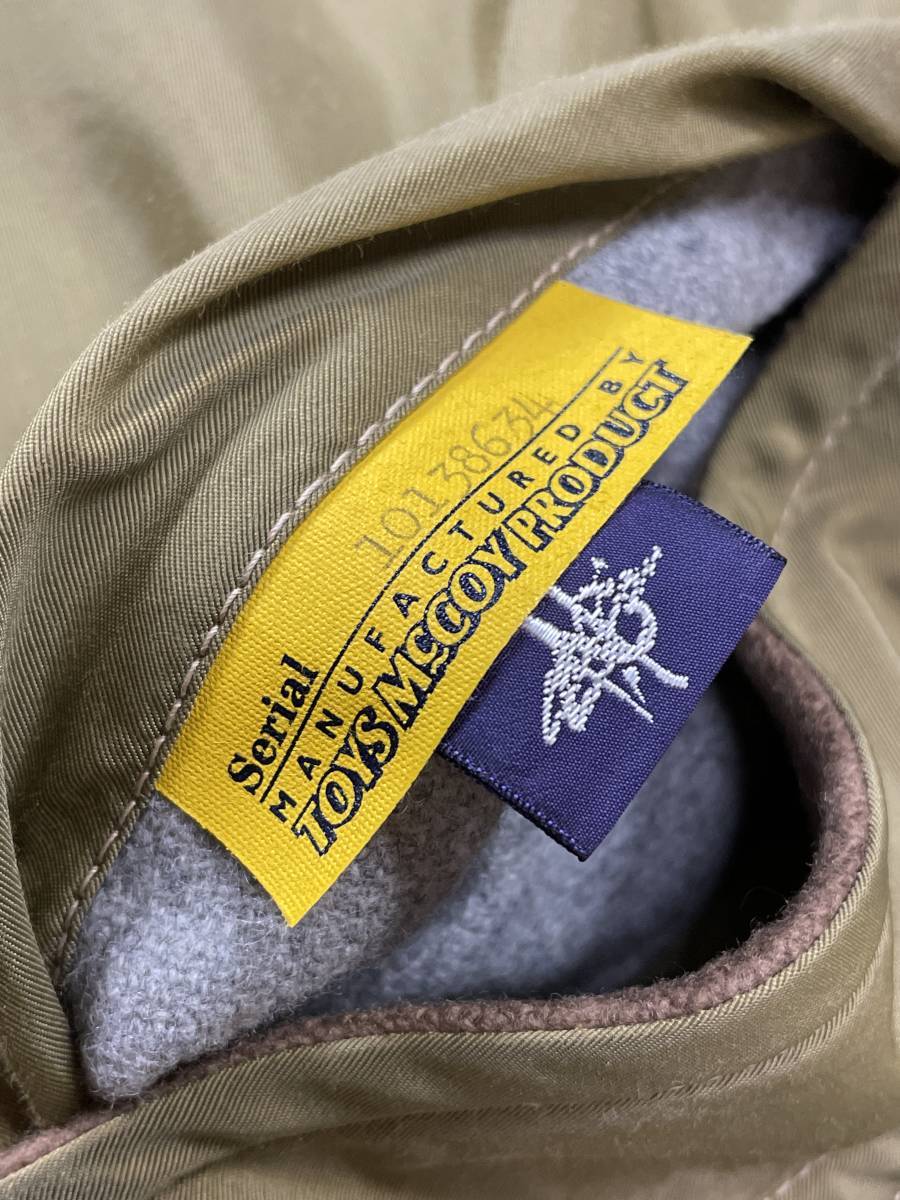 Serial 10138634
MANUFACTURED BY
TOYS McCOY PRODUCT